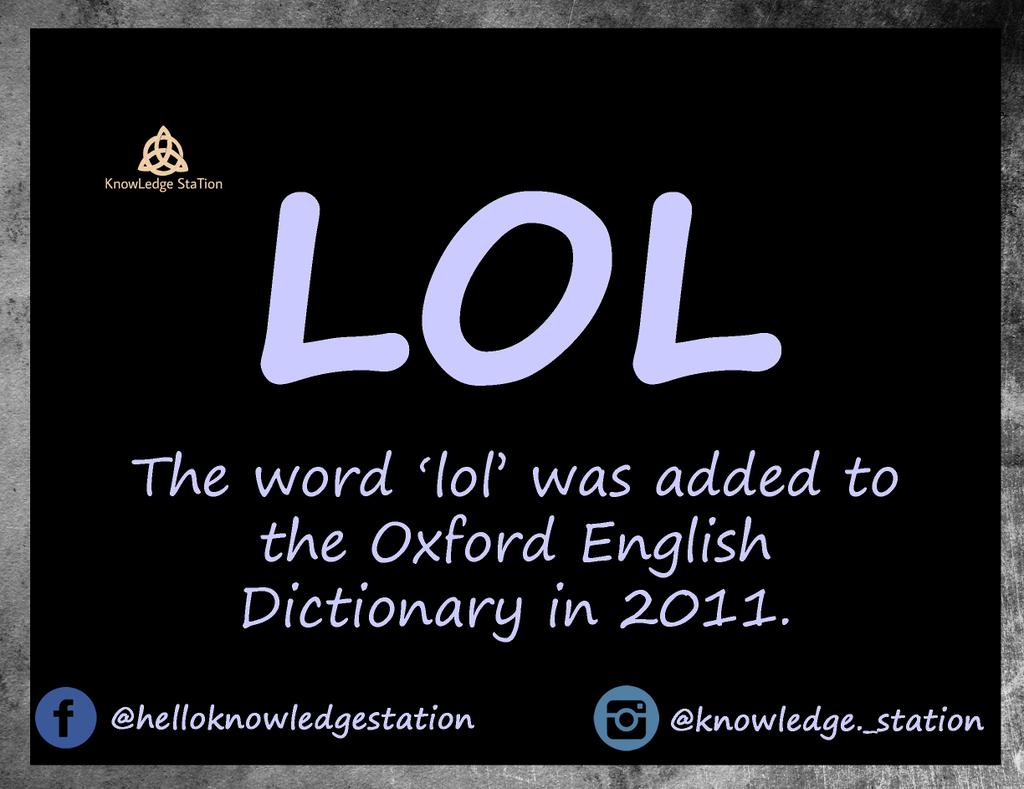 KnowLedge StaTion
LOL
The word ‘lol’ was added to
the Oxford English
Dictionary in 2011.
@helloknowledgestation
@knowledge._station